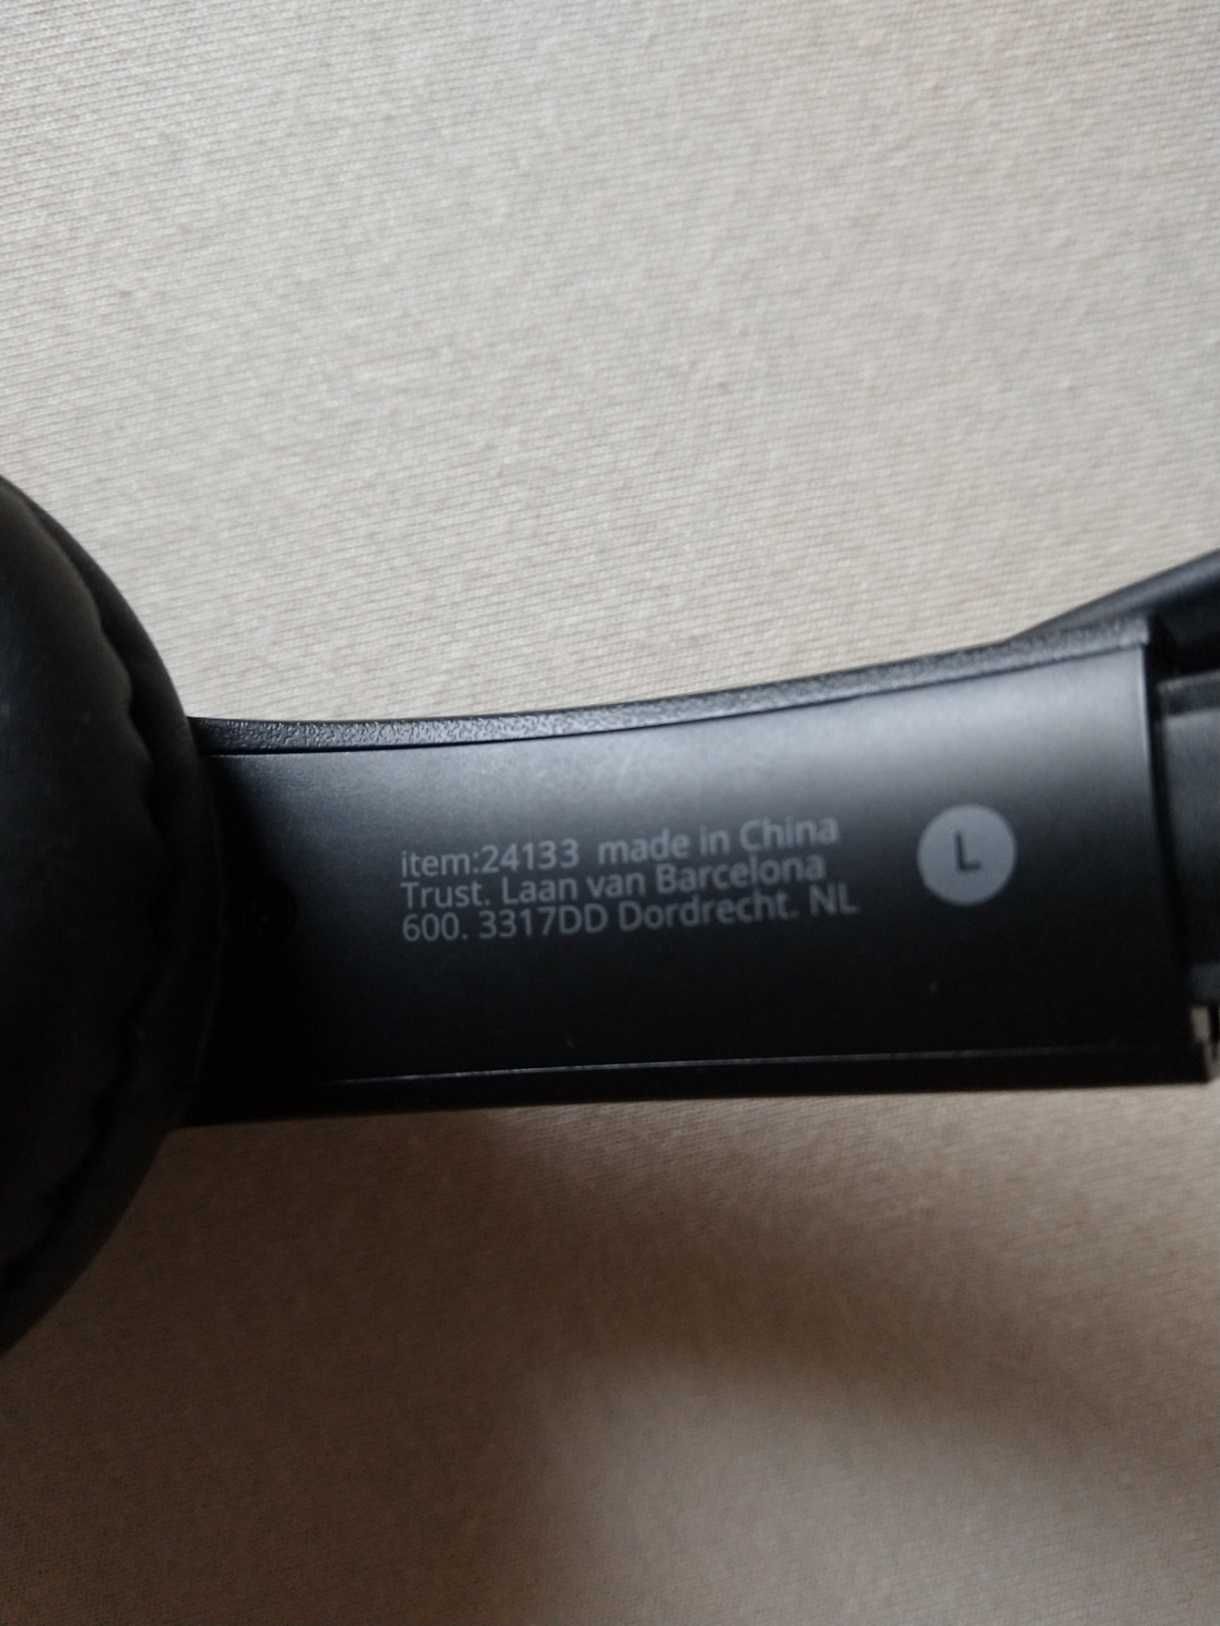 item:24133 made in China
Trust. Laan van Barcelona
600. 3317DD Dordrecht. NL
L